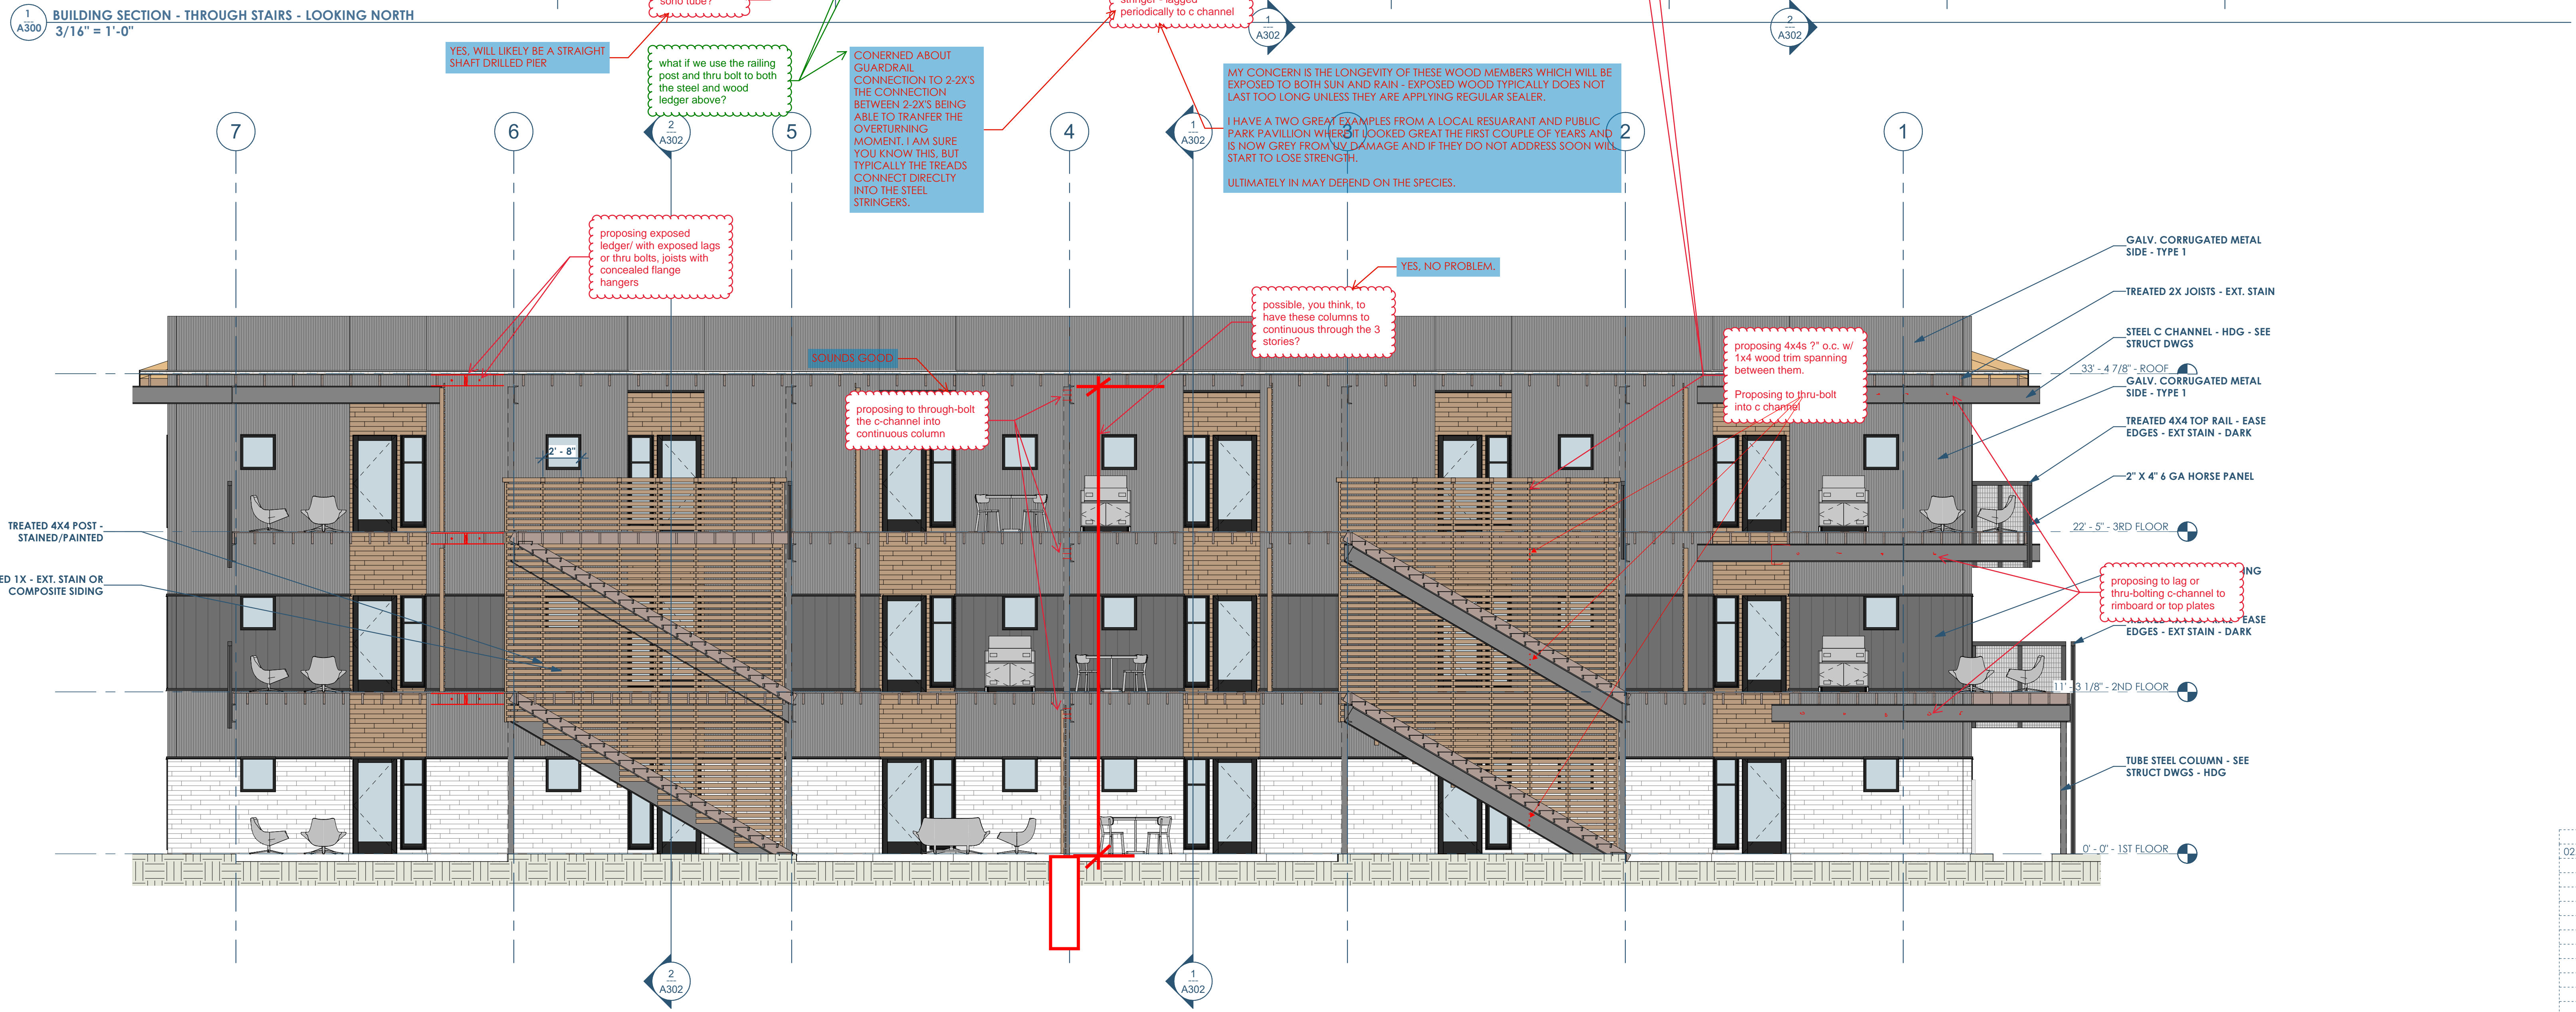 1
A300
BUILDING SECTION - THROUGH STAIRS - LOOKING NORTH
3/16" = 1'-0"
sono tube?
stringer - lagged
periodically to c channel
1
---
A302
2
---
A302
YES, WILL LIKELY BE A STRAIGHT
SHAFT DRILLED PIER
what if we use the railing
post and thru bolt to both
the steel and wood
ledger above?
CONERNED ABOUT
GUARDRAIL
CONNECTION TO 2-2X'S
THE CONNECTION
BETWEEN 2-2X'S BEING
ABLE TO TRANFER THE
OVERTURNING
MOMENT. I AM SURE
YOU KNOW THIS, BUT
TYPICALLY THE TREADS
CONNECT DIRECLTY
INTO THE STEEL
STRINGERS.
MY CONCERN IS THE LONGEVITY OF THESE WOOD MEMBERS WHICH WILL BE
EXPOSED TO BOTH SUN AND RAIN - EXPOSED WOOD TYPICALLY DOES NOT
LAST TOO LONG UNLESS THEY ARE APPLYING REGULAR SEALER.
I HAVE A TWO GREAT EXAMPLES FROM A LOCAL RESUARANT AND PUBLIC
PARK PAVILLION WHERE IT LOOKED GREAT THE FIRST COUPLE OF YEARS AND
IS NOW GREY FROM UV DAMAGE AND IF THEY DO NOT ADDRESS SOON WILL
START TO LOSE STRENGTH.
ULTIMATELY IN MAY DEPEND ON THE SPECIES.
7
6
2
---
A302
5
4
1
---
A302
3
2
1
proposing exposed
ledger/ with exposed lags
or thru bolts, joists with
concealed flange
hangers
YES, NO PROBLEM.
possible, you think, to
have these columns to
continuous through the 3
stories?
SOUNDS GOOD
proposing to through-bolt
the c-channel into
continuous column
proposing 4x4s ?" o.c. w/
1x4 wood trim spanning
between them.
Proposing to thru-bolt
into c channel
GALV. CORRUGATED METAL
SIDE - TYPE 1
TREATED 2X JOISTS - EXT. STAIN
STEEL C CHANNEL - HDG - SEE
STRUCT DWGS
33' - 4 7/8" - ROOF
GALV. CORRUGATED METAL
SIDE - TYPE 1
TREATED 4X4 TOP RAIL - EASE
EDGES - EXT STAIN - DARK
2" X 4" 6 GA HORSE PANEL
2' - 8"
22' - 5" - 3RD FLOOR
TREATED 4X4 POST -
STAINED/PAINTED
ED 1X - EXT. STAIN OR
COMPOSITE SIDING
NG
proposing to lag or
thru-bolting c-channel to
rimboard or top plates
EASE
EDGES - EXT STAIN - DARK
11' - 3 1/8" - 2ND FLOOR
TUBE STEEL COLUMN - SEE
STRUCT DWGS - HDG
0' - 0" - 1ST FLOOR
02
2
---
A302
1
---
A302